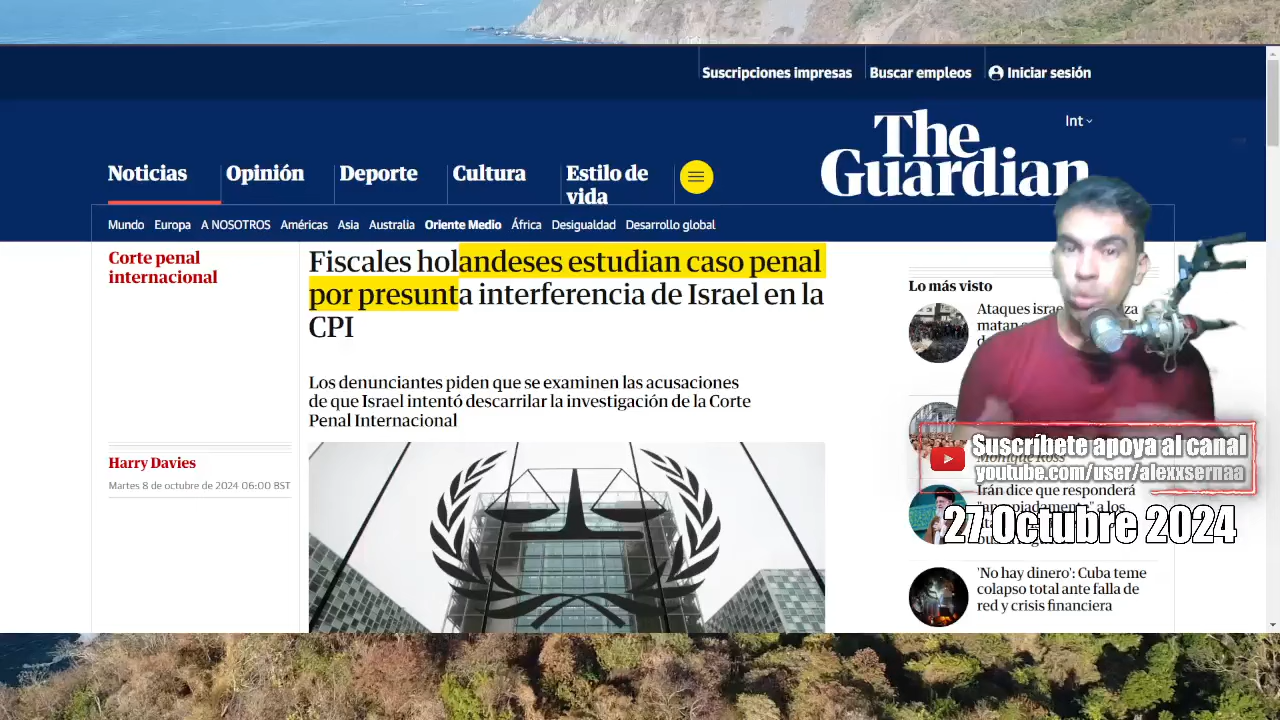 Suscripciones impresas
Buscar empleos
Iniciar sesión
The
Guardian
Int
Noticias
Opinión
Deporte
Cultura
Estilo de
vida
Mundo
Europa
A NOSOTROS
Américas
Asia
Australia
Oriente Medio
África
Desigualdad
Desarrollo global
Corte penal
internacional
Fiscales holandeses estudian caso penal
por presunta interferencia de Israel en la
CPI
Los denunciantes piden que se examinen las acusaciones
de que Israel intentó descarrilar la investigación de la Corte
Penal Internacional
Harry Davies
Martes 8 de octubre de 2024 06:00 BST
Lo más visto
Ataques
matan
Suscríbete apoya al canal
youtube.com/user/alexxsernaa
Irán dice que responderá
a los
27 Octubre 2024
'No hay dinero': Cuba teme
colapso total ante falla de
red y crisis financiera